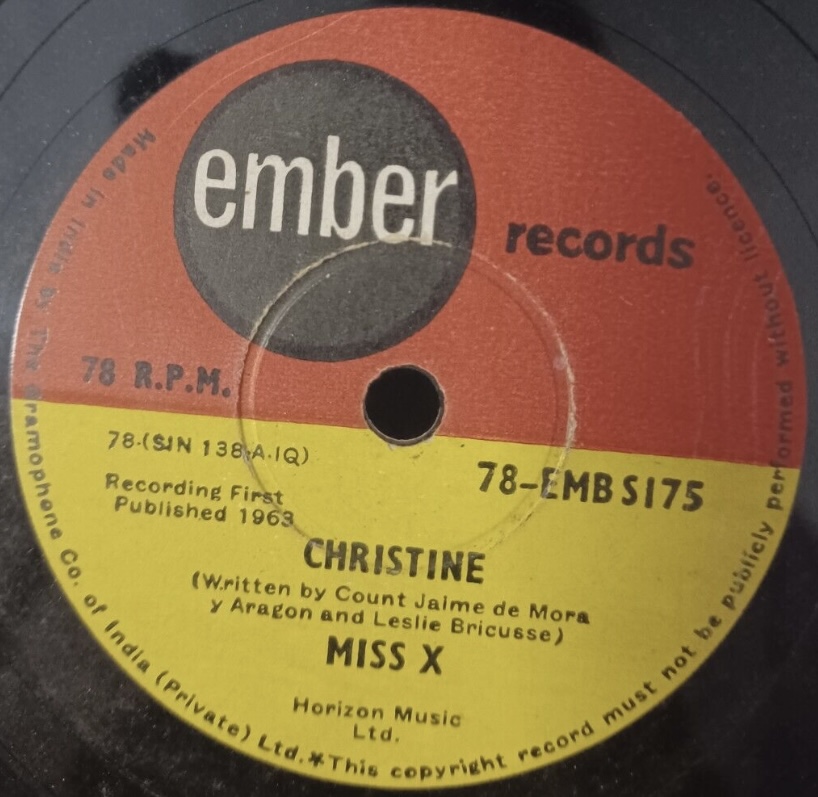 ember
records
78 R.P.M.
78-(SIN 138-A-IQ)
78-EMB S175
Recording First
Published 1963
CHRISTINE
(Written by Count Jaime de Mora
y Aragon and Leslie Bricusse)
MISS X
Horizon Music
Ltd.
Made in India by The Gramophone Co. of India (Private) Ltd.*This copyright record must not be publicly performed without licence.